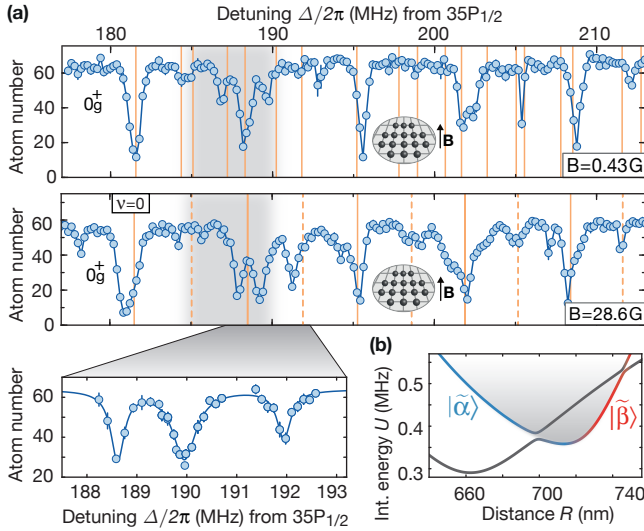 (a)
Detuning Δ/2π (MHz) from 35P1/2
180 190 200 210
Atom number
60
40
20
0
0g+
B
B=0.43G
Atom number
60
40
20
0
ν=0
0g+
B
B=28.6G
Atom number
60
40
20
188 189 190 191 192 193
Detuning Δ/2π (MHz) from 35P1/2
(b)
Int. energy U (MHz)
0.5
0.4
0.3
|α̃⟩
|β̃⟩
660 700 740
Distance R (nm)